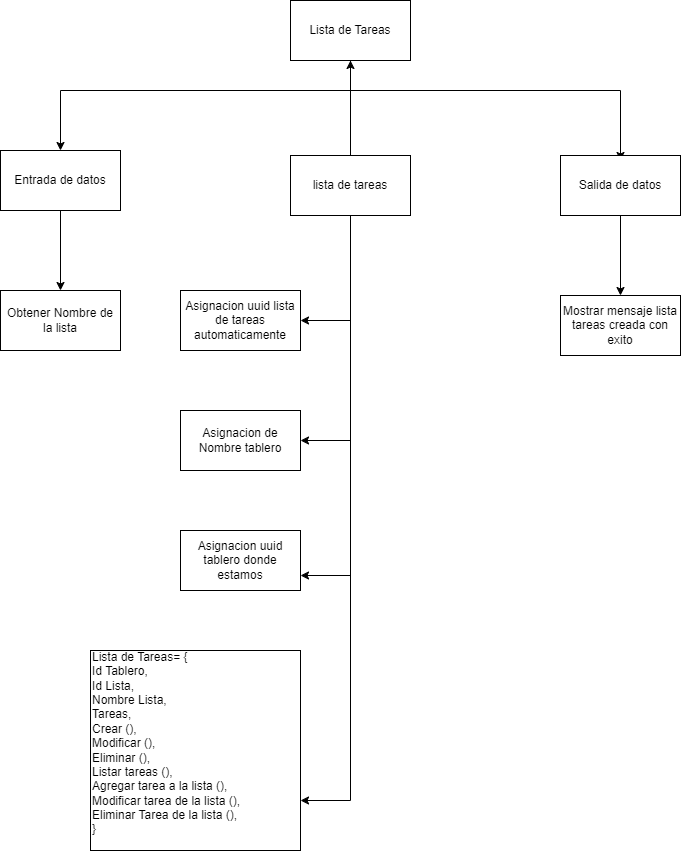 Lista de Tareas
Entrada de datos
lista de tareas
Salida de datos
Obtener Nombre de
la lista
Asignacion uuid lista
de tareas
automaticamente
Mostrar mensaje lista
tareas creada con
exito
Asignacion de
Nombre tablero
Asignacion uuid
tablero donde
estamos
Lista de Tareas= {
Id Tablero,
Id Lista,
Nombre Lista,
Tareas,
Crear (),
Modificar (),
Eliminar (),
Listar tareas (),
Agregar tarea a la lista (),
Modificar tarea de la lista (),
Eliminar Tarea de la lista (),
}